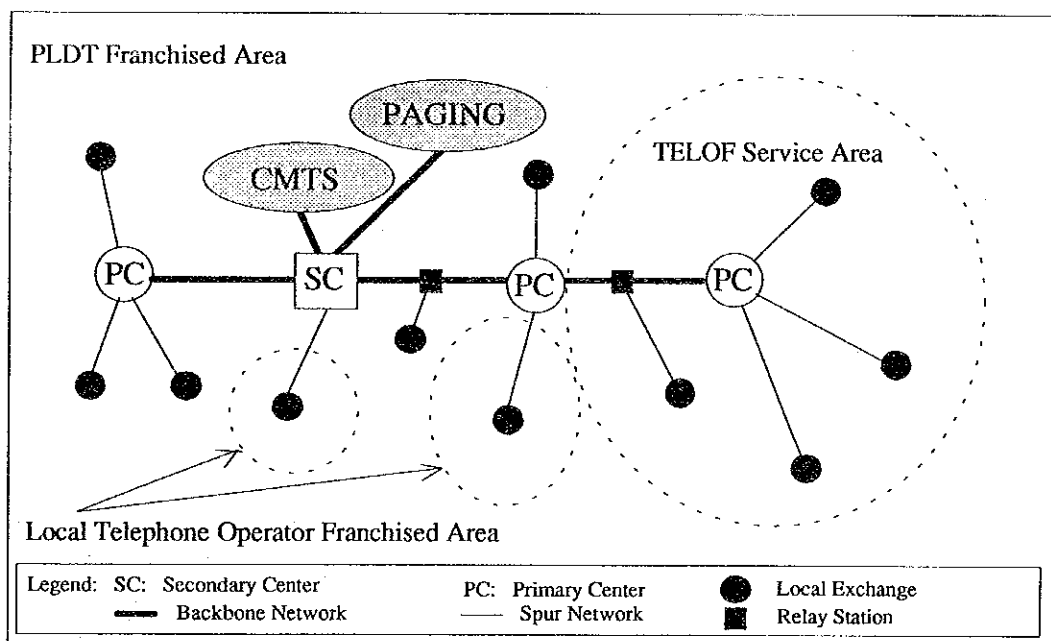 PLDT Franchised Area
PAGING
CMTS
TELOF Service Area
PC
SC
PC
PC
Local Telephone Operator Franchised Area
Legend: SC: Secondary Center PC: Primary Center Local Exchange
Backbone Network Spur Network Relay Station